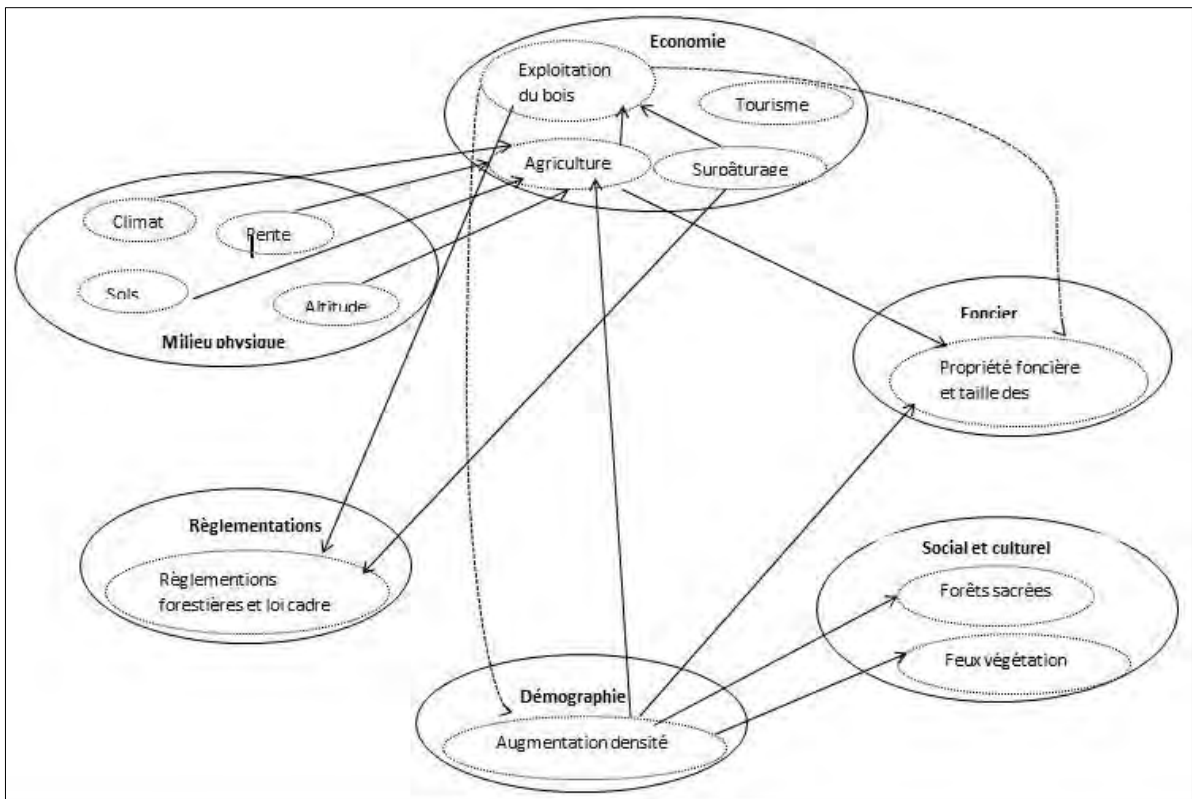 Economie
Exploitation
du bois
Tourisme
Agriculture
Surpâturage
Climat
Pente
Sols
Altitude
Milieu physique
Foncier
Propriété foncière
et taille des
Règlementations
Règlementions
forestières et loi cadre
Social et culturel
Forêts sacrées
Feux végétation
Démographie
Augmentation densité